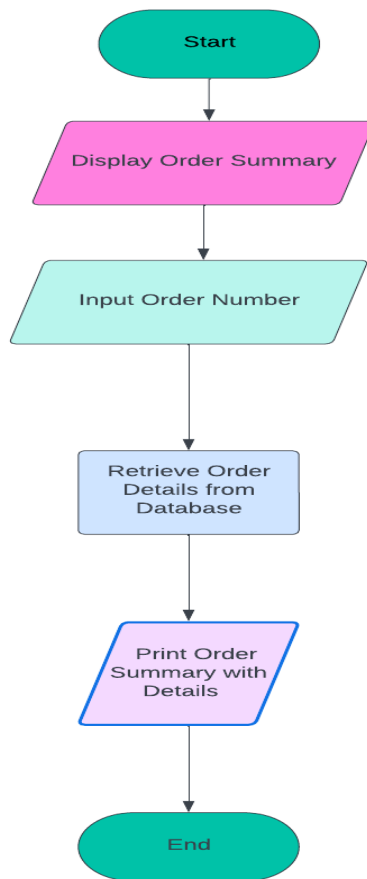 Start
Display Order Summary
Input Order Number
Retrieve Order
Details from
Database
Print Order
Summary with
Details
End